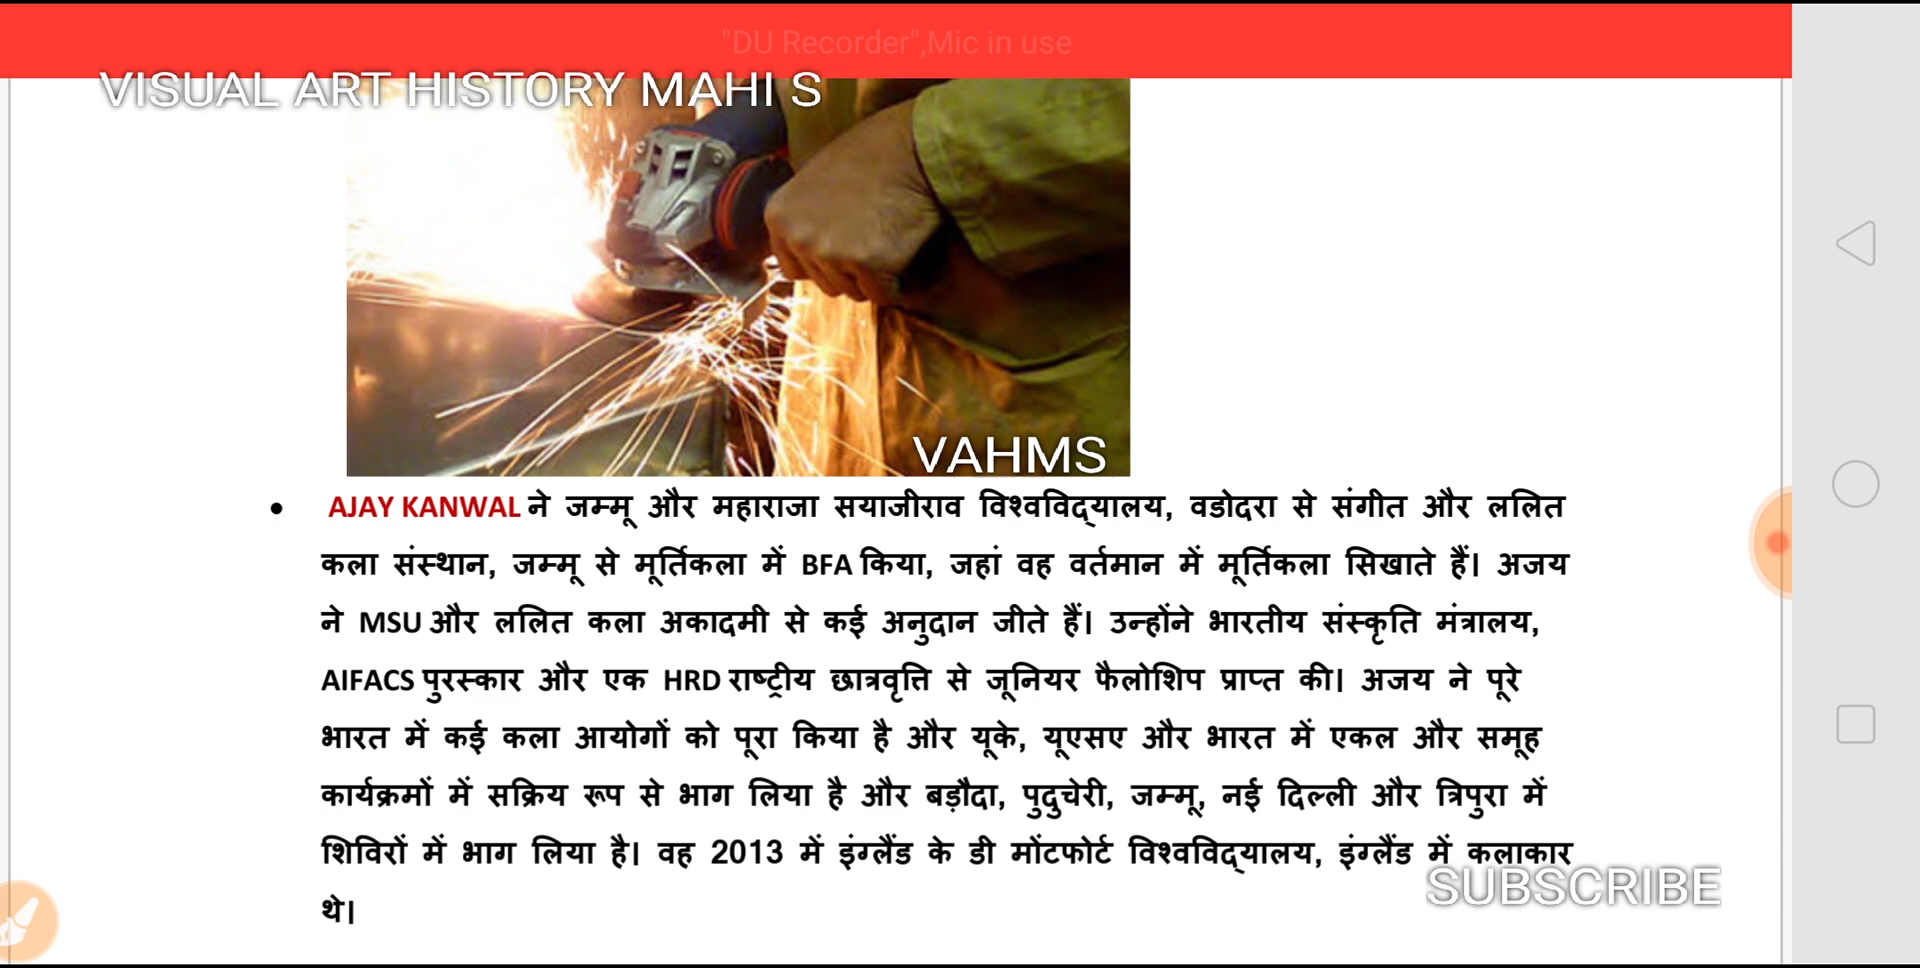 "DU Recorder",Mic in use
VISUAL ART HISTORY MAHI S
VAHMS
• AJAY KANWAL ने जम्मू और महाराजा सयाजीराव विश्वविद्यालय, वडोदरा से संगीत और ललित
कला संस्थान, जम्मू से मूर्तिकला में BFA किया, जहां वह वर्तमान में मूर्तिकला सिखाते हैं। अजय
ने MSU और ललित कला अकादमी से कई अनुदान जीते हैं। उन्होंने भारतीय संस्कृति मंत्रालय,
AIFACS पुरस्कार और एक HRD राष्ट्रीय छात्रवृत्ति से जूनियर फैलोशिप प्राप्त की। अजय ने पूरे
भारत में कई कला आयोगों को पूरा किया है और यूके, यूएसए और भारत में एकल और समूह
कार्यक्रमों में सक्रिय रूप से भाग लिया है और बड़ौदा, पुदुचेरी, जम्मू, नई दिल्ली और त्रिपुरा में
शिविरों में भाग लिया है। वह 2013 में इंग्लैंड के डी मोंटफोर्ट विश्वविद्यालय, इंग्लैंड में कलाकार
थे।
SUBSCRIBE